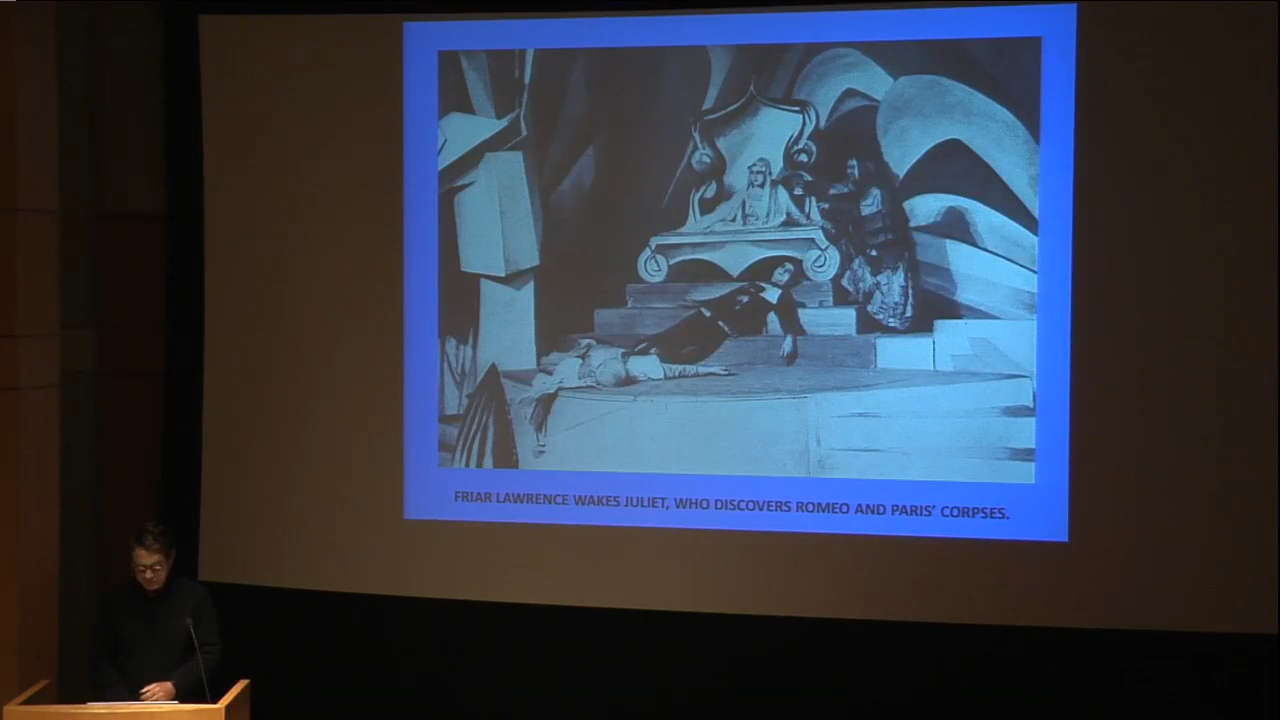 FRIAR LAWRENCE WAKES JULIET, WHO DISCOVERS ROMEO AND PARIS' CORPSES.